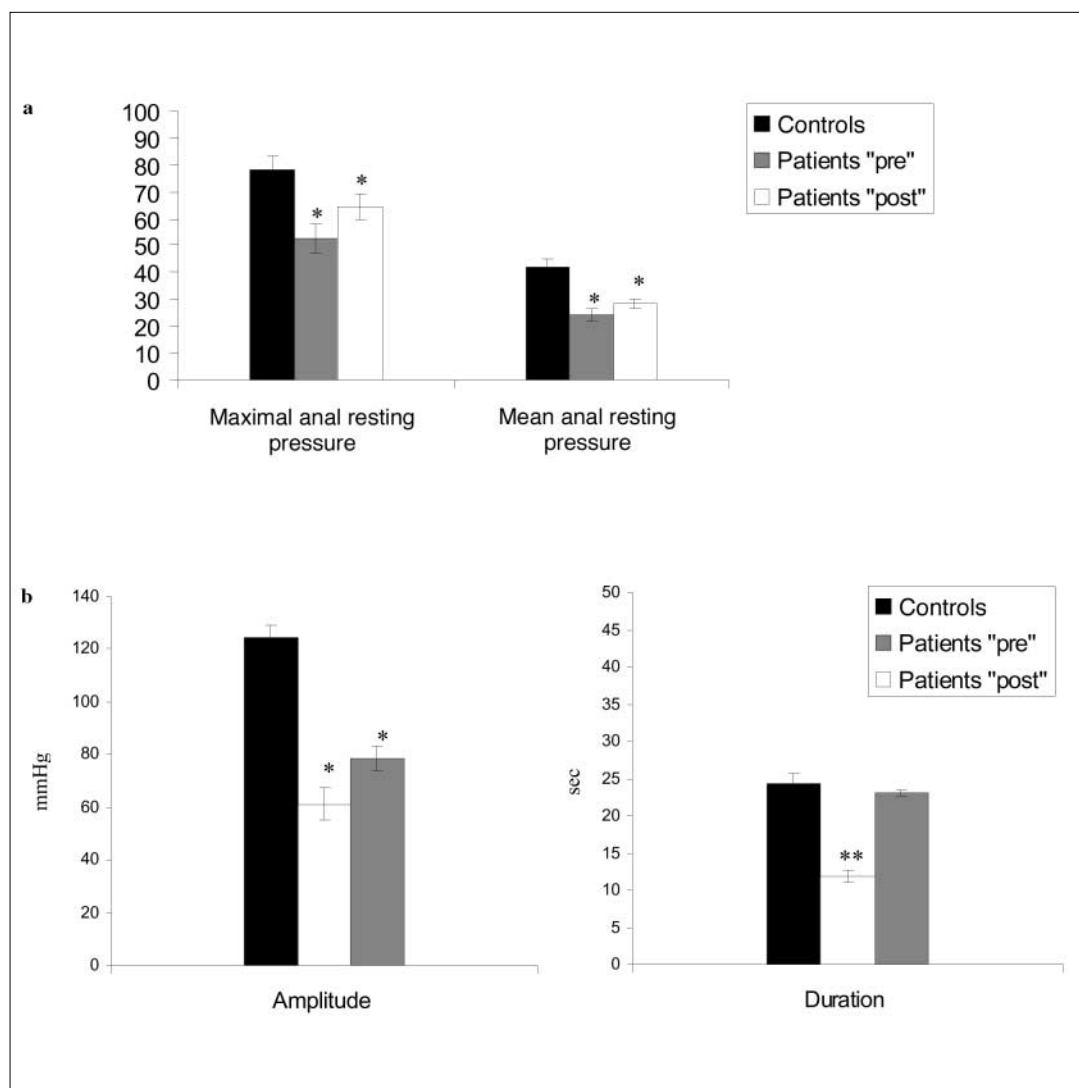 a
100
90
80
70
60
50
40
30
20
10
0
*
*
*
*
Maximal anal resting
pressure
Mean anal resting
pressure
Controls
Patients "pre"
Patients "post"
b
140
120
100
80
60
40
20
0
mmHg
*
*
Amplitude
50
45
40
35
30
25
20
15
10
5
0
sec
**
Duration
Controls
Patients "pre"
Patients "post"